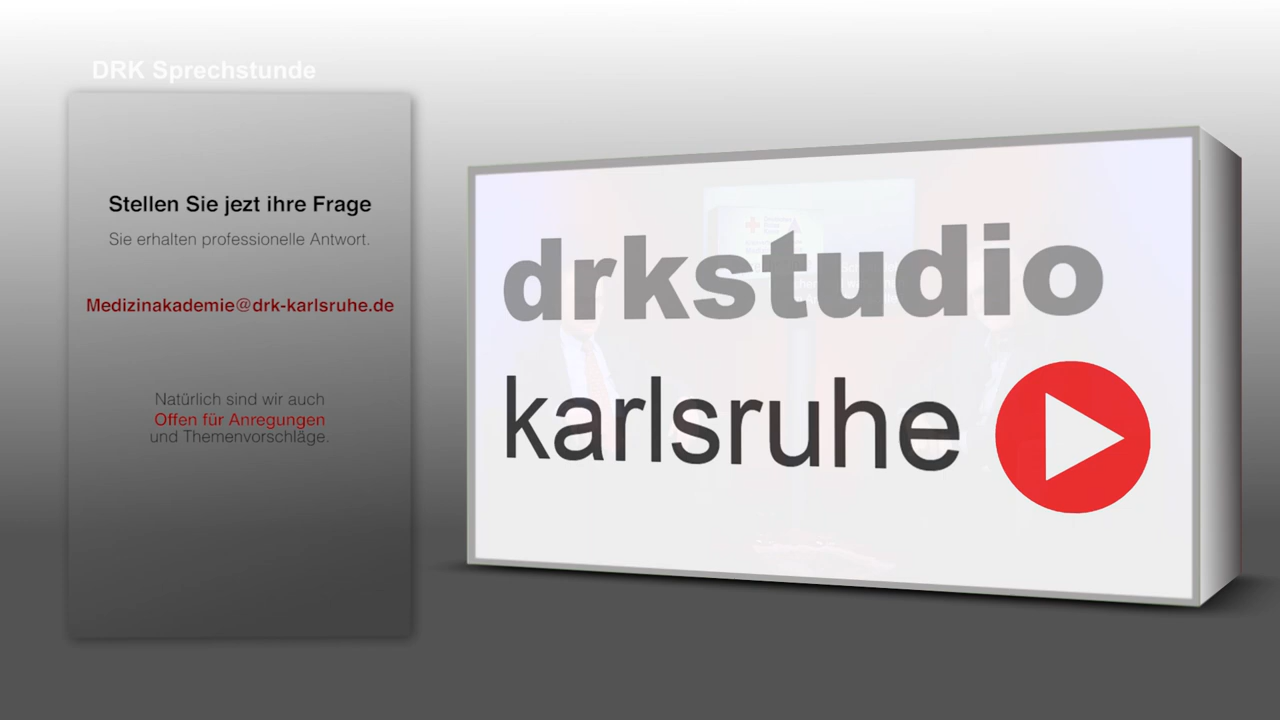 DRK Sprechstunde
Stellen Sie jezt ihre Frage
Sie erhalten professionelle Antwort.
Medizinakademie@drk-karlsruhe.de
Natürlich sind wir auch
Offen für Anregungen
und Themenvorschläge.
drkstudio
karlsruhe